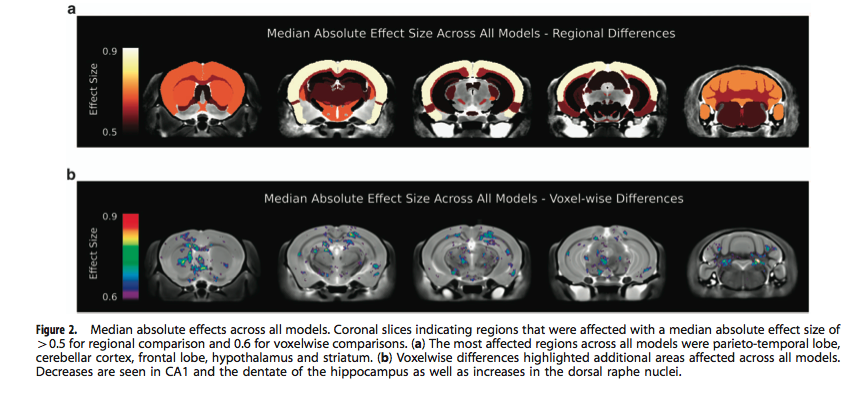 a
Median Absolute Effect Size Across All Models - Regional Differences
0.9
Effect Size
0.5
b
Median Absolute Effect Size Across All Models - Voxel-wise Differences
0.9
Effect Size
0.6
Figure 2. Median absolute effects across all models. Coronal slices indicating regions that were affected with a median absolute effect size of
>0.5 for regional comparison and 0.6 for voxelwise comparisons. (a) The most affected regions across all models were parieto-temporal lobe,
cerebellar cortex, frontal lobe, hypothalamus and striatum. (b) Voxelwise differences highlighted additional areas affected across all models.
Decreases are seen in CA1 and the dentate of the hippocampus as well as increases in the dorsal raphe nuclei.